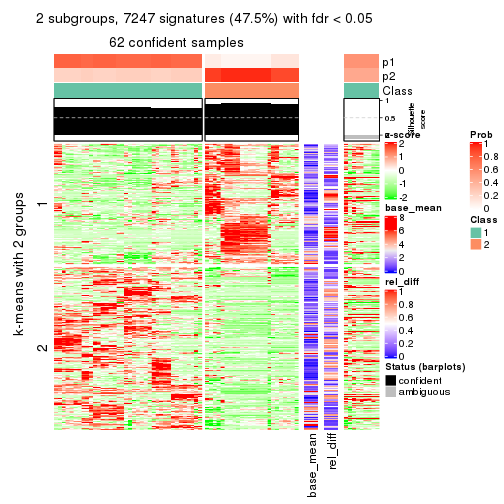 2 subgroups, 7247 signatures (47.5%) with fdr < 0.05
62 confident samples
p1
p2
Class
1
0.5
0
Silhouette
score
k-means with 2 groups
1
2
base_mean
rel_diff
z-score
2
1
0
-1
-2
base_mean
8
6
4
2
0
rel_diff
1
0.8
0.6
0.4
0.2
0
Status (barplots)
confident
ambiguous
Prob
1
0.8
0.6
0.4
0.2
0
Class
1
2